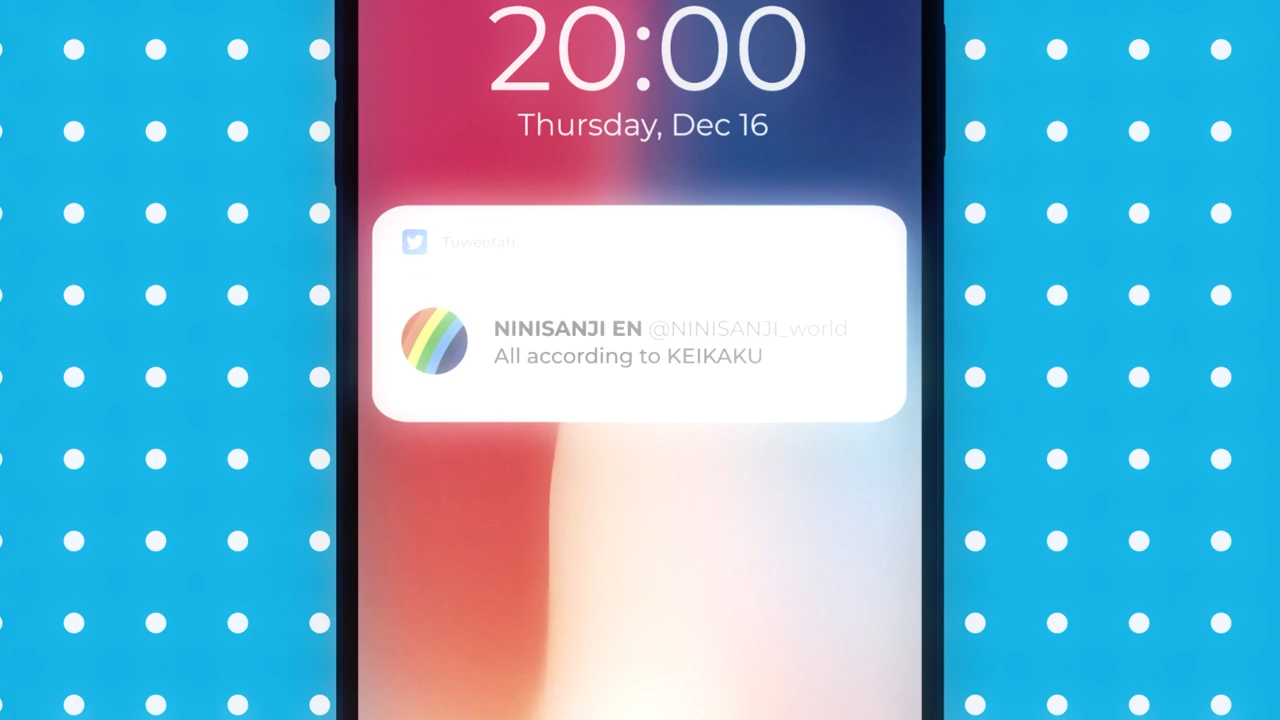 20:00
Thursday, Dec 16
Tuweetah
NINISANJI EN @NINISANJI_world
All according to KEIKAKU